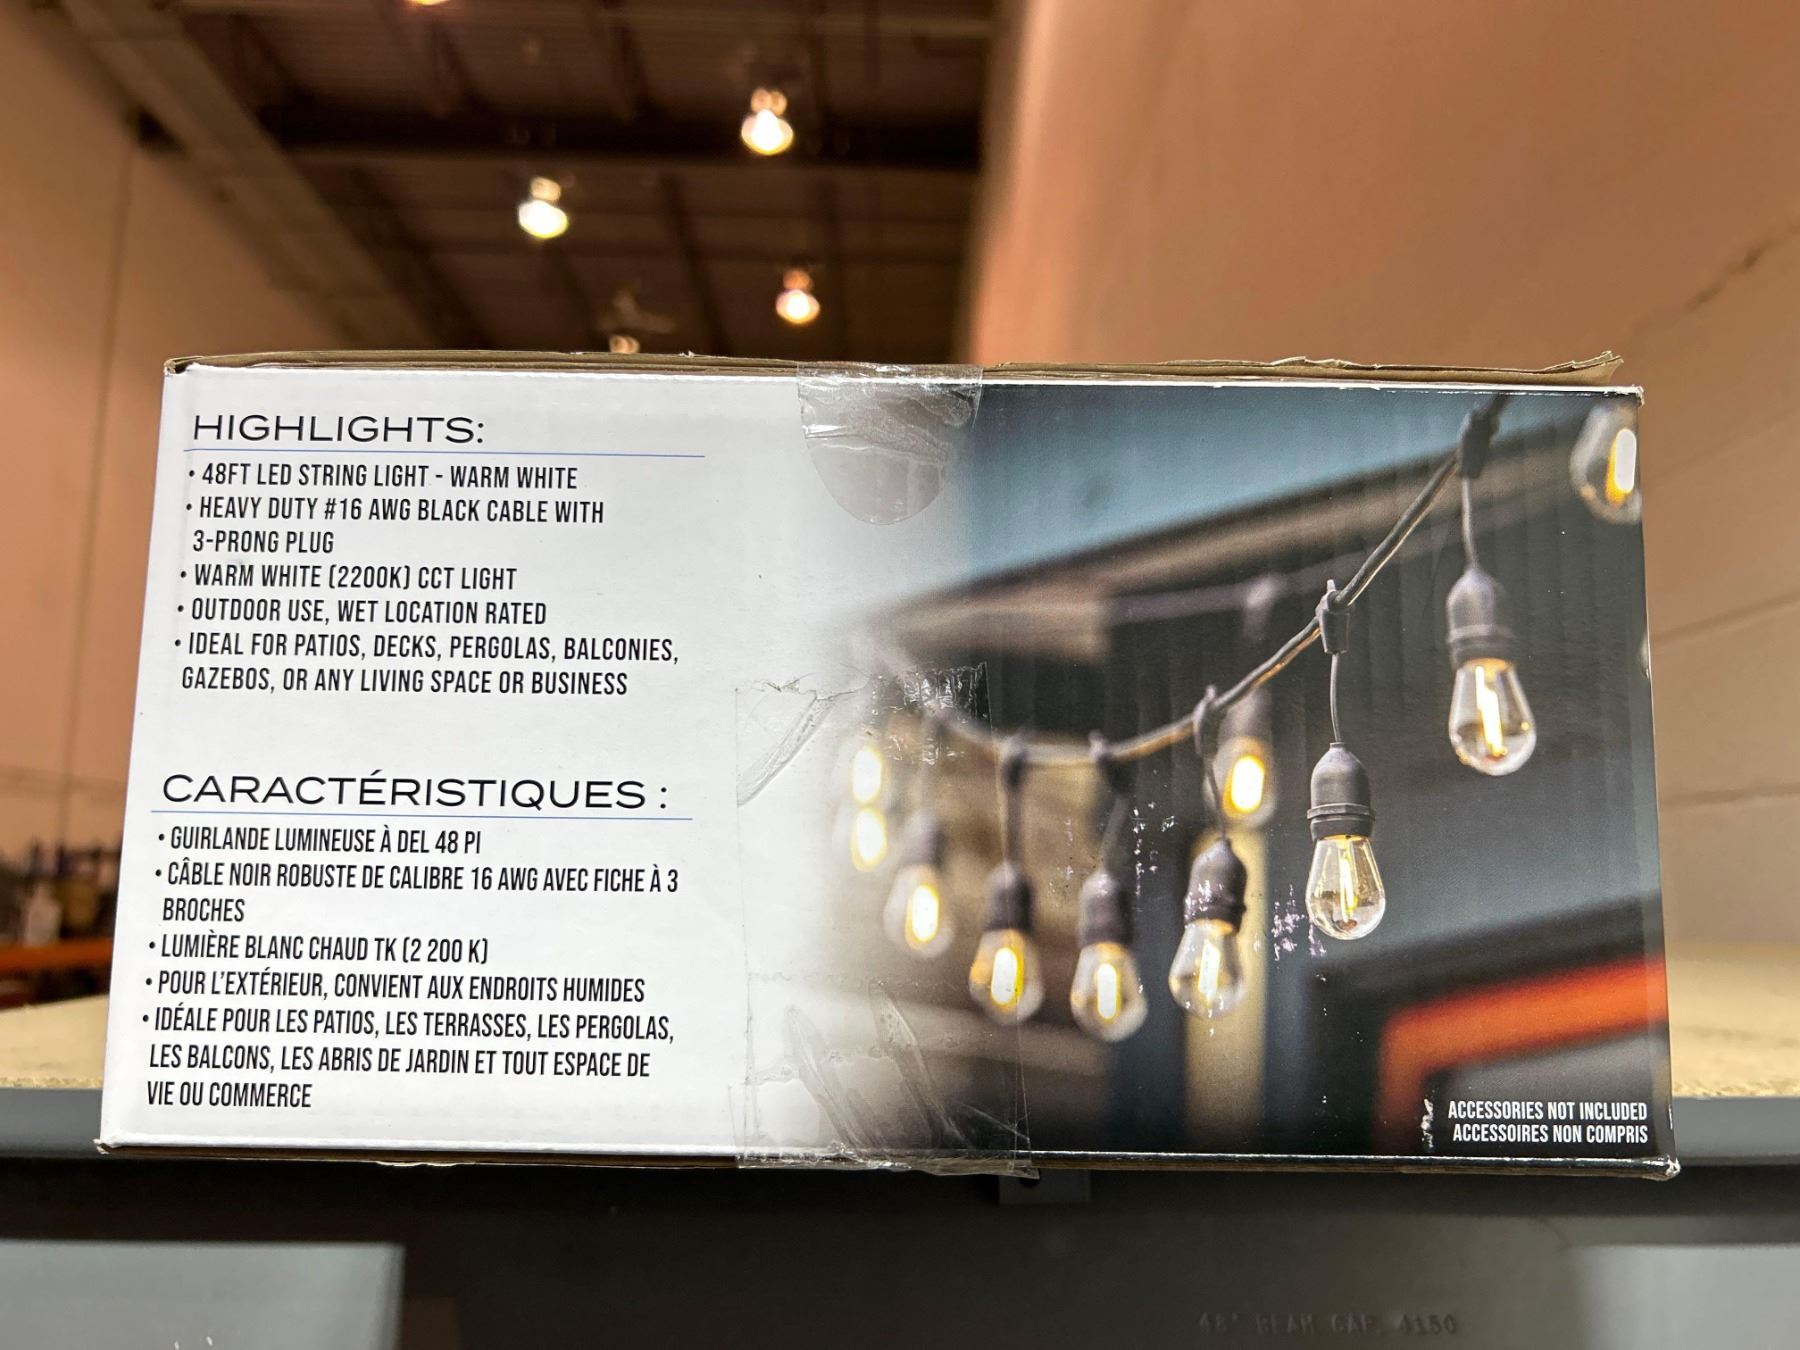 HIGHLIGHTS:
• 48FT LED STRING LIGHT - WARM WHITE
• HEAVY DUTY #16 AWG BLACK CABLE WITH
3-PRONG PLUG
• WARM WHITE (2200K) CCT LIGHT
• OUTDOOR USE, WET LOCATION RATED
• IDEAL FOR PATIOS, DECKS, PERGOLAS, BALCONIES,
GAZEBOS, OR ANY LIVING SPACE OR BUSINESS
CARACTÉRISTIQUES :
• GUIRLANDE LUMINEUSE À DEL 48 PI
• CÂBLE NOIR ROBUSTE DE CALIBRE 16 AWG AVEC FICHE À 3
BROCHES
• LUMIÈRE BLANC CHAUD TK (2 200 K)
• POUR L'EXTÉRIEUR, CONVIENT AUX ENDROITS HUMIDES
• IDÉALE POUR LES PATIOS, LES TERRASSES, LES PERGOLAS,
LES BALCONS, LES ABRIS DE JARDIN ET TOUT ESPACE DE
VIE OU COMMERCE
ACCESSORIES NOT INCLUDED
ACCESSOIRES NON COMPRIS
48" BEAM CAP. 4150